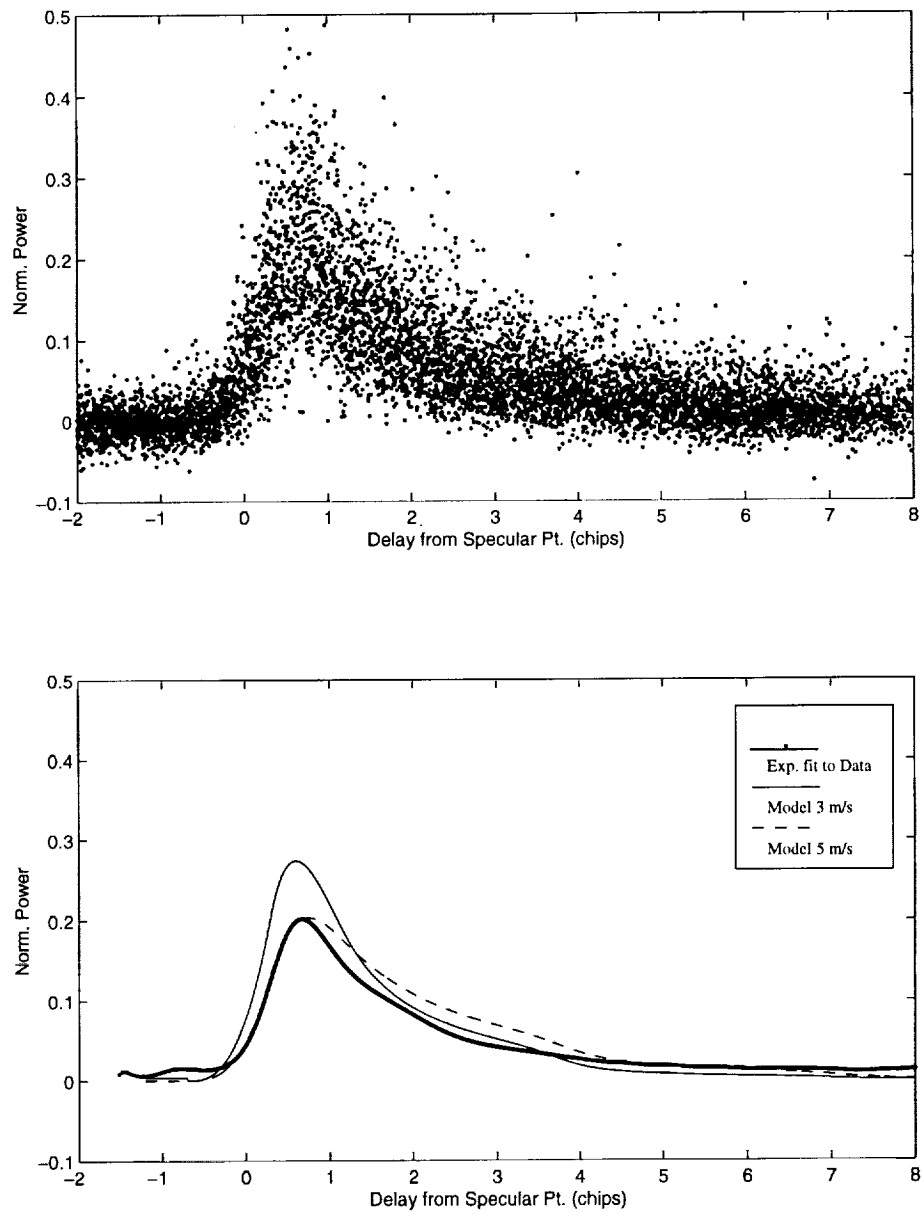 0.5
0.4
0.3
0.2
0.1
0
−0.1
Norm. Power
−2 −1 0 1 2 3 4 5 6 7 8
Delay from Specular Pt. (chips)
0.5
0.4
0.3
0.2
0.1
0
−0.1
Norm. Power
Exp. fit to Data
Model 3 m/s
Model 5 m/s
−2 −1 0 1 2 3 4 5 6 7 8
Delay from Specular Pt. (chips)